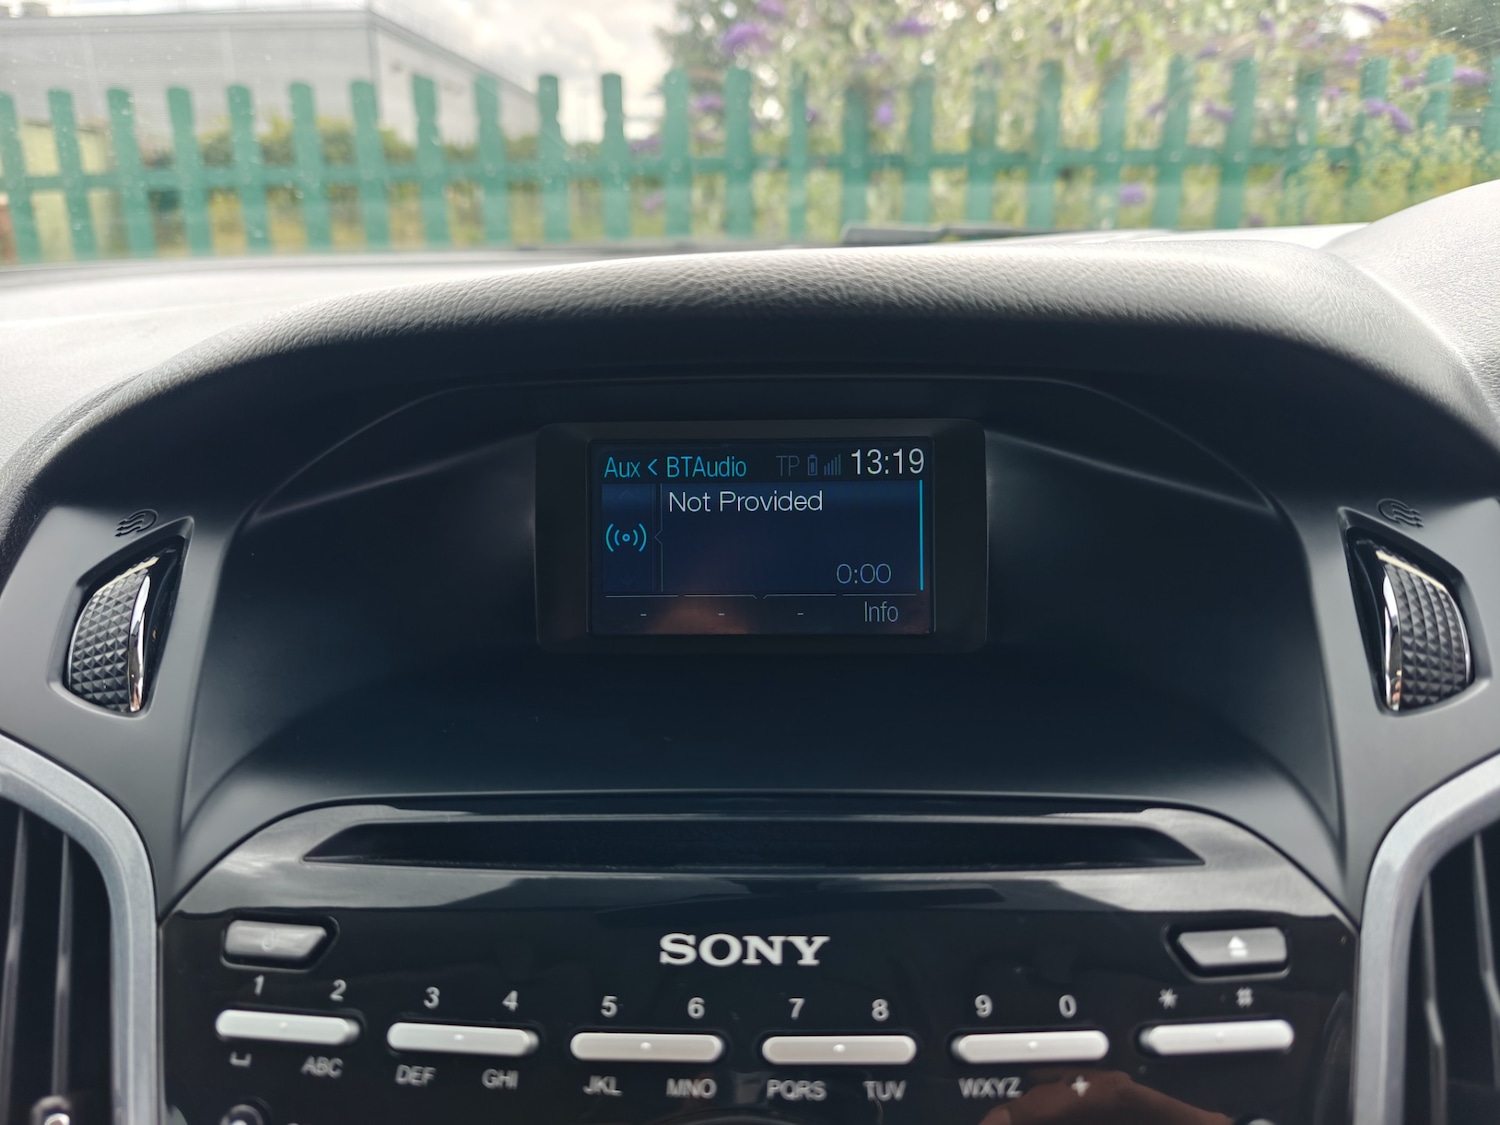 Aux < BTAudio TP 13:19
Not Provided
0:00
- - - Info
SONY
1 2 3 4 5 6 7 8 9 0 * #
ABC DEF GHI JKL MNO PQRS TUV WXYZ +